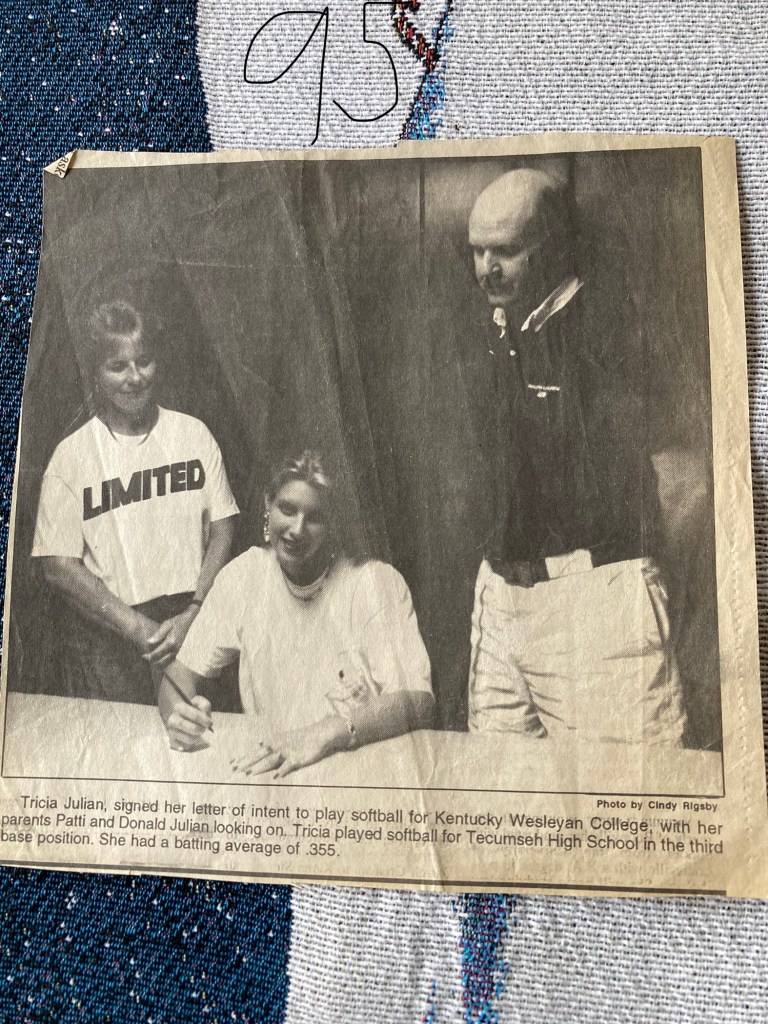 95
ask
LIMITED
Photo by Cindy Rigsby
Tricia Julian, signed her letter of intent to play softball for Kentucky Wesleyan College, with her
parents Patti and Donald Julian looking on. Tricia played softball for Tecumseh High School in the third
base position. She had a batting average of .355.